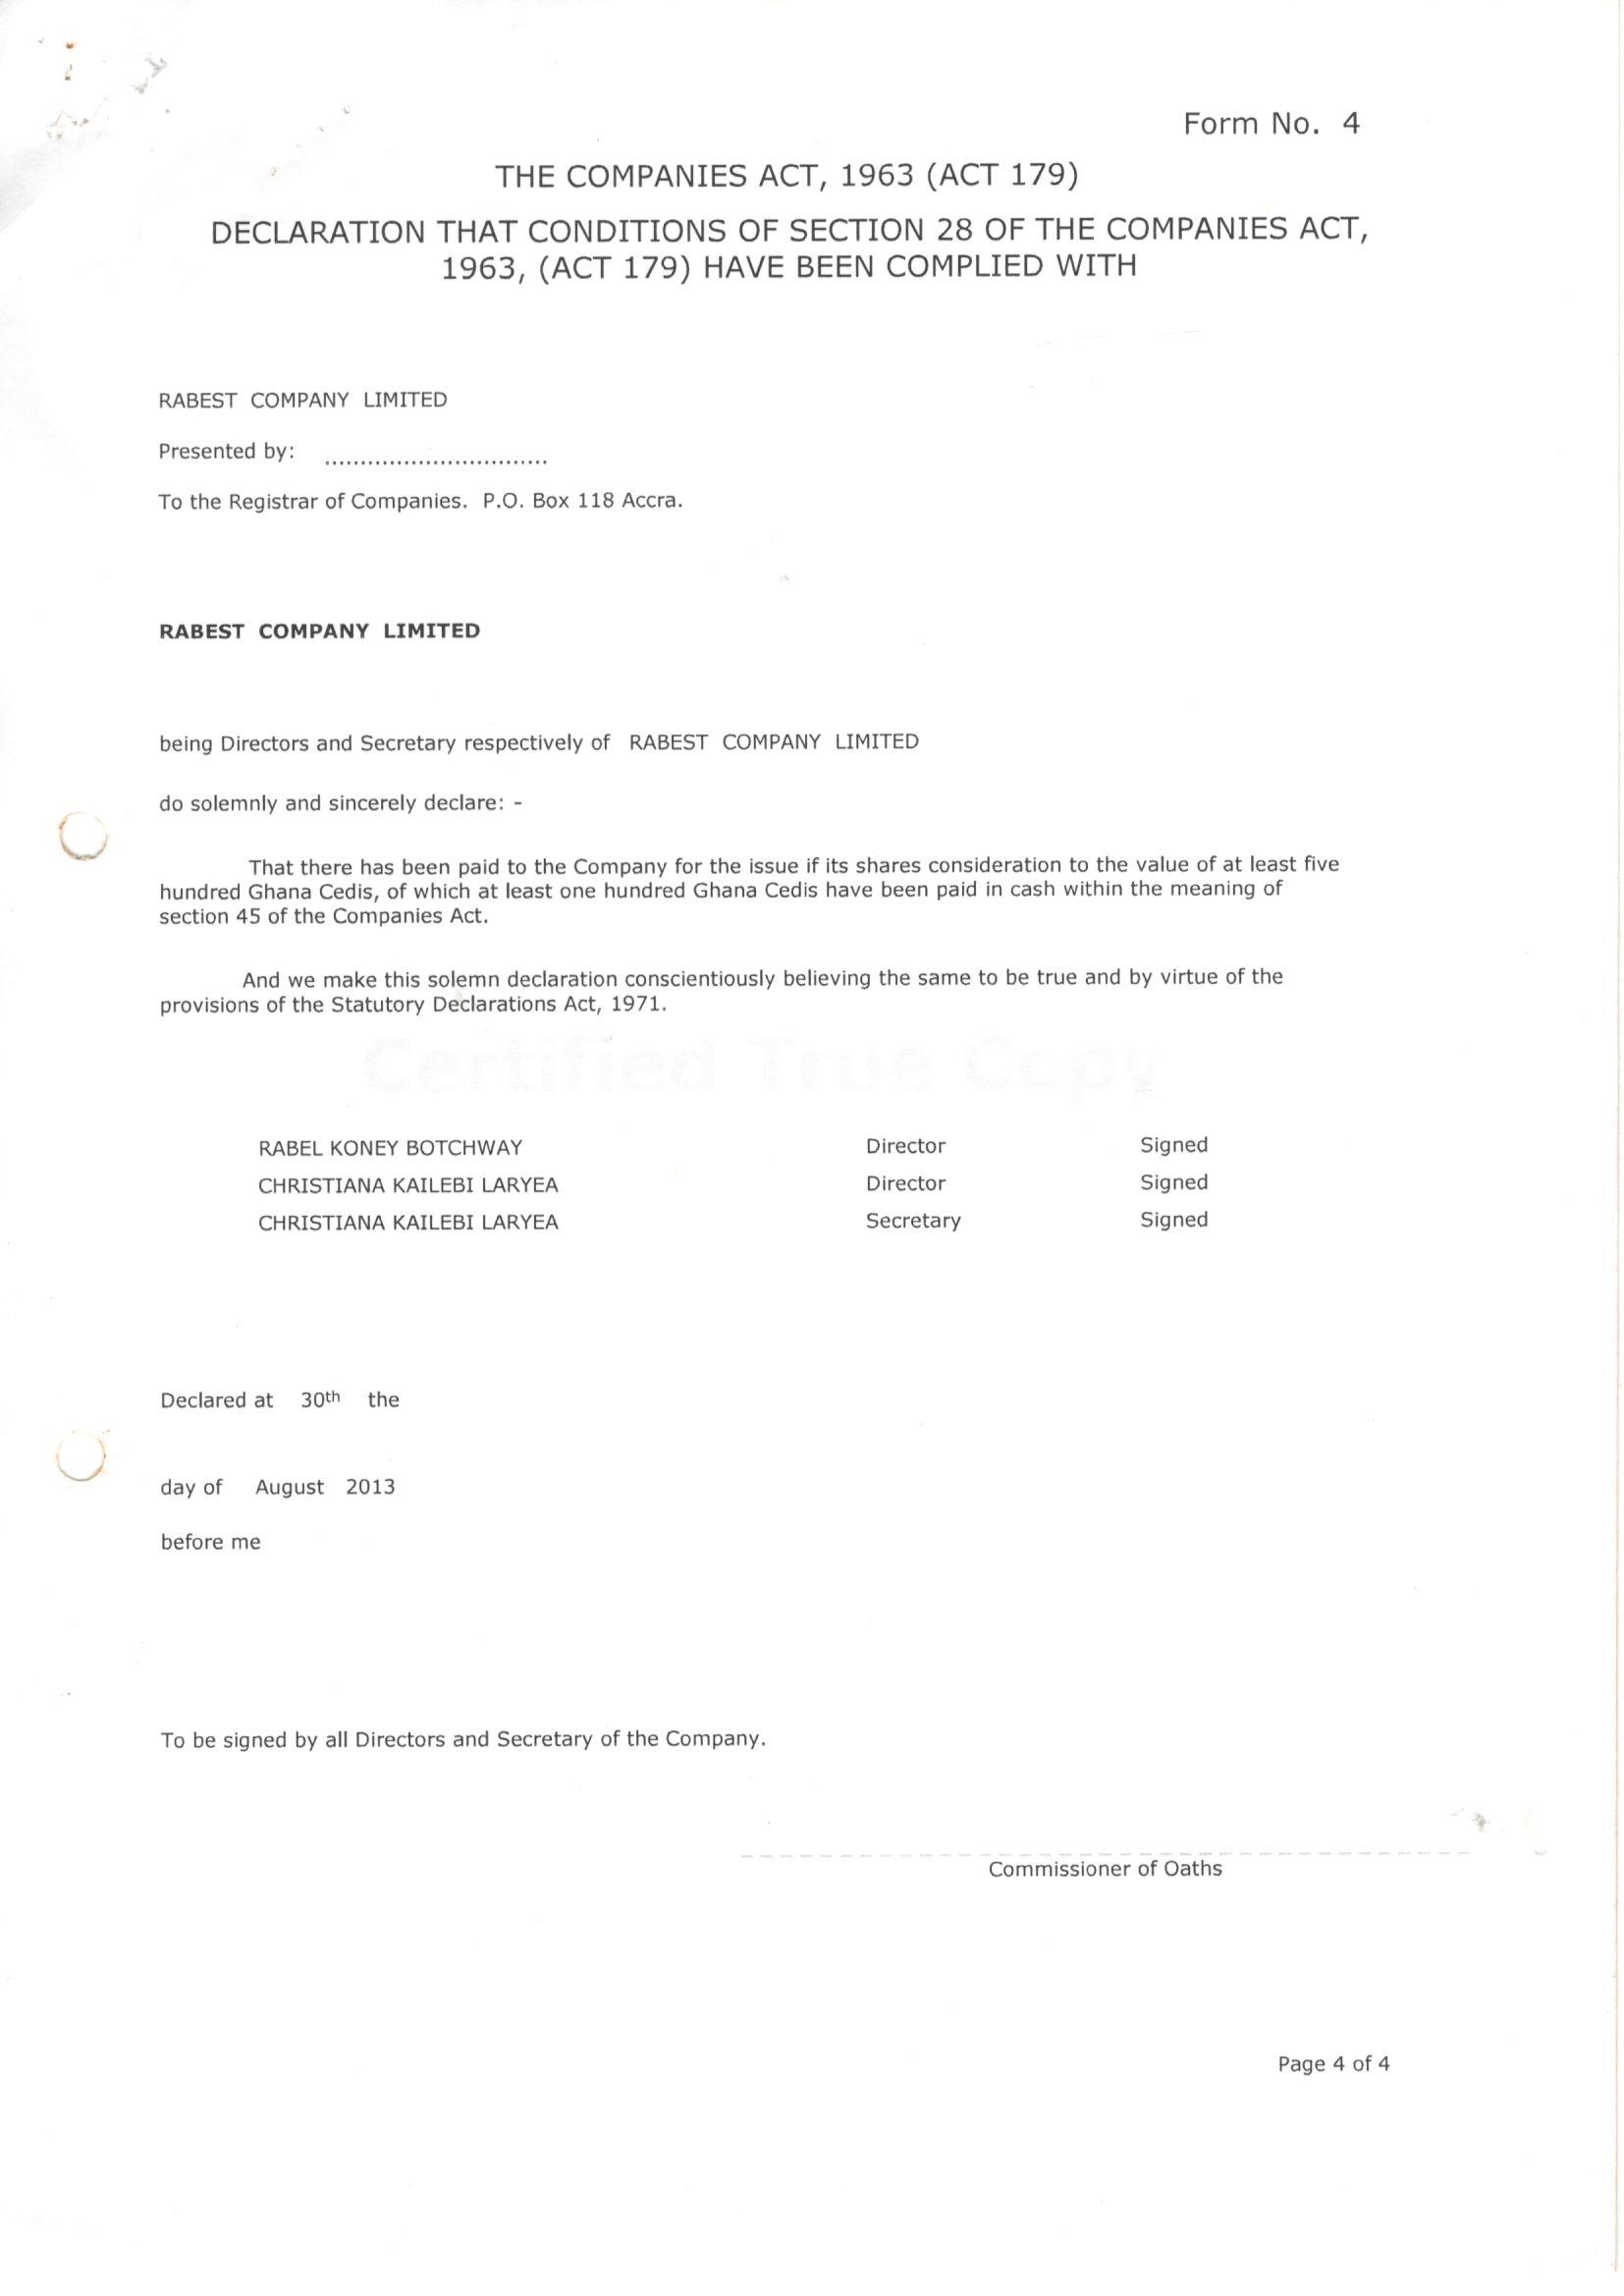 Form No. 4
THE COMPANIES ACT, 1963 (ACT 179)
DECLARATION THAT CONDITIONS OF SECTION 28 OF THE COMPANIES ACT,
1963, (ACT 179) HAVE BEEN COMPLIED WITH
RABEST COMPANY LIMITED
Presented by: ...............................
To the Registrar of Companies. P.O. Box 118 Accra.
RABEST COMPANY LIMITED
being Directors and Secretary respectively of RABEST COMPANY LIMITED
do solemnly and sincerely declare: -
That there has been paid to the Company for the issue if its shares consideration to the value of at least five
hundred Ghana Cedis, of which at least one hundred Ghana Cedis have been paid in cash within the meaning of
section 45 of the Companies Act.
And we make this solemn declaration conscientiously believing the same to be true and by virtue of the
provisions of the Statutory Declarations Act, 1971.
Certified True Copy
RABEL KONEY BOTCHWAY Director Signed
CHRISTIANA KAILEBI LARYEA Director Signed
CHRISTIANA KAILEBI LARYEA Secretary Signed
Declared at 30th the
day of August 2013
before me
To be signed by all Directors and Secretary of the Company.
Commissioner of Oaths
Page 4 of 4